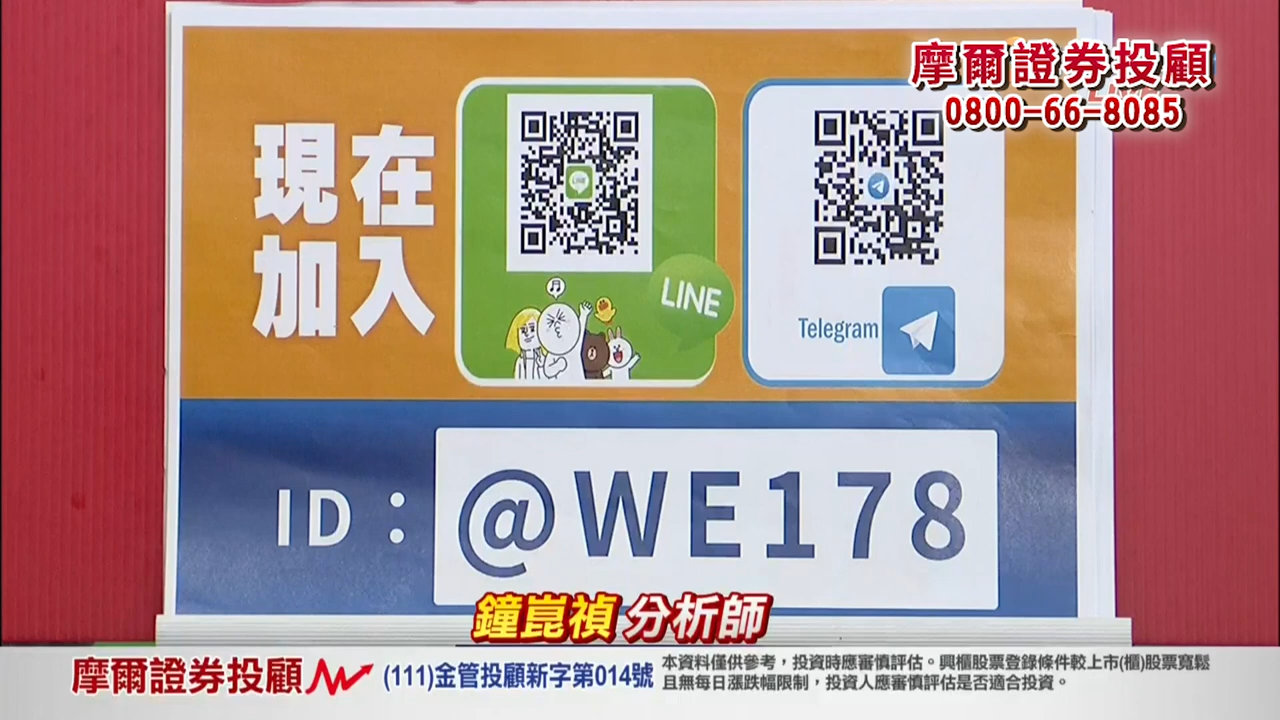 摩爾證券投顧
0800-66-8085
現在
加入
LINE
LINE
Telegram
ID：@WE178
鐘崑禎 分析師
摩爾證券投顧 (111)金管投顧新字第014號
本資料僅供參考，投資時應審慎評估。興櫃股票登錄條件較上市(櫃)股票寬鬆
且無每日漲跌幅限制，投資人應審慎評估是否適合投資。